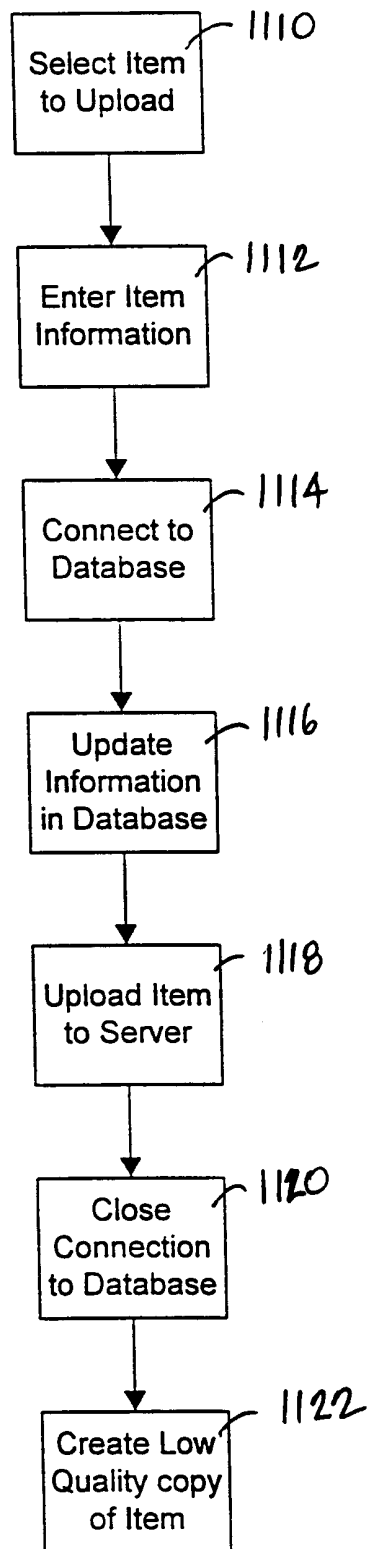 1110
Select Item
to Upload
1112
Enter Item
Information
1114
Connect to
Database
1116
Update
Information
in Database
1118
Upload Item
to Server
1120
Close
Connection
to Database
1122
Create Low
Quality copy
of Item